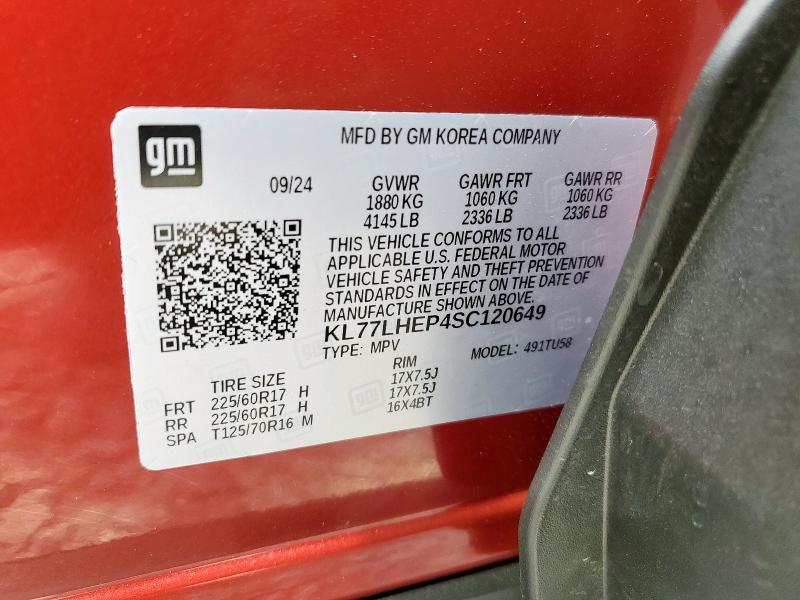 gm
MFD BY GM KOREA COMPANY
09/24
GVWR GAWR FRT GAWR RR
1880 KG 1060 KG 1060 KG
4145 LB 2336 LB 2336 LB
THIS VEHICLE CONFORMS TO ALL
APPLICABLE U.S. FEDERAL MOTOR
VEHICLE SAFETY AND THEFT PREVENTION
STANDARDS IN EFFECT ON THE DATE OF
MANUFACTURE SHOWN ABOVE.
KL77LHEP4SC120649
TYPE: MPV MODEL: 491TU58
TIRE SIZE RIM
FRT 225/60R17 H 17X7.5J
RR 225/60R17 H 17X7.5J
SPA T125/70R16 M 16X4BT